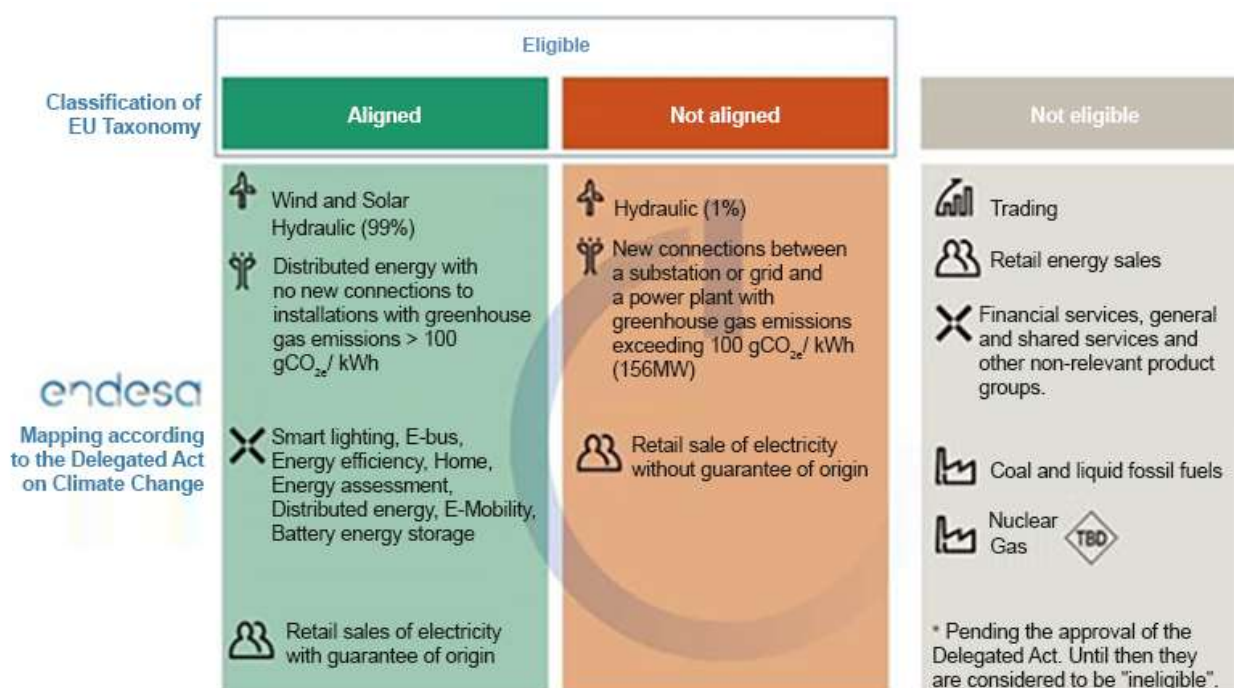 Eligible
Classification of
EU Taxonomy
Aligned
Not aligned
Not eligible
endesa
Mapping according
to the Delegated Act
on Climate Change
Wind and Solar
Hydraulic (99%)
Distributed energy with
no new connections to
installations with greenhouse
gas emissions > 100
gCO₂ₑ/ kWh
Smart lighting, E-bus,
Energy efficiency, Home,
Energy assessment,
Distributed energy, E-Mobility,
Battery energy storage
Retail sales of electricity
with guarantee of origin
Hydraulic (1%)
New connections between
a substation or grid and
a power plant with
greenhouse gas emissions
exceeding 100 gCO₂ₑ/ kWh
(156MW)
Retail sale of electricity
without guarantee of origin
Trading
Retail energy sales
Financial services, general
and shared services and
other non-relevant product
groups.
Coal and liquid fossil fuels
Nuclear
Gas
TBD
* Pending the approval of the
Delegated Act. Until then they
are considered to be "ineligible".